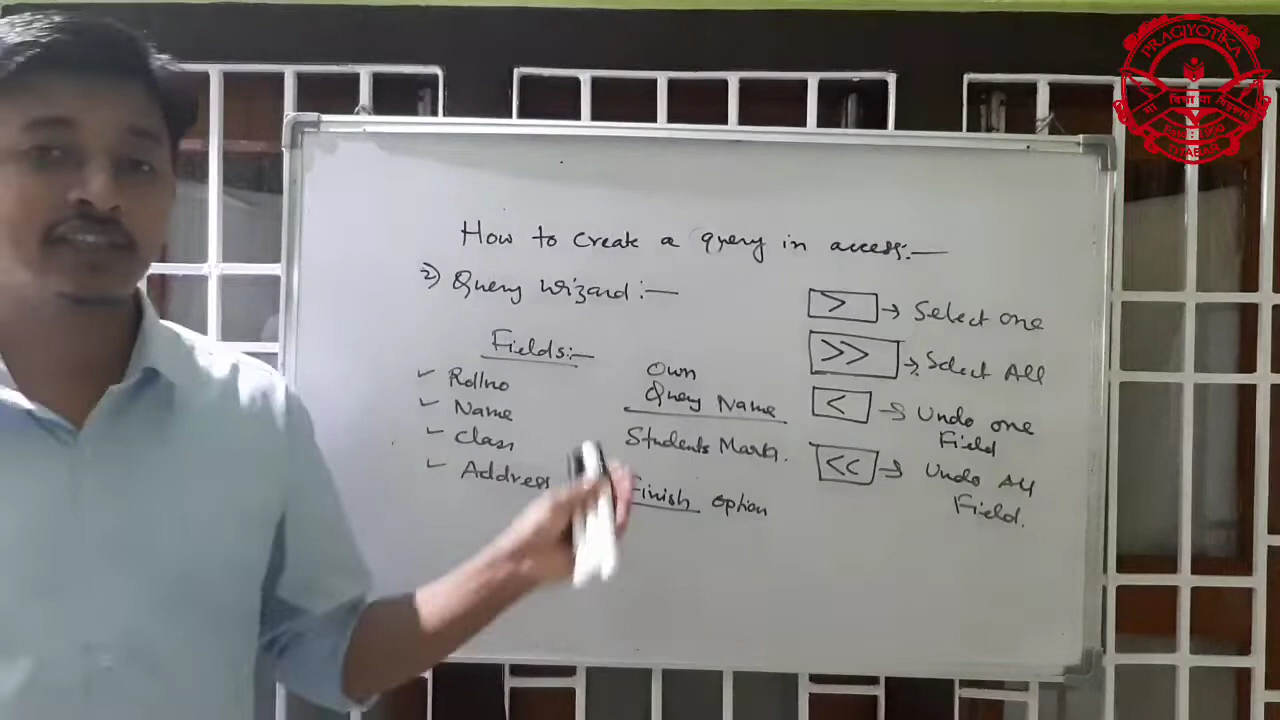 How to create a query in access:—
2) Query wizard:—
Fields:—
✓ Rollno
✓ Name
✓ Class
✓ Address
Own
Query Name
Students Mark.
Finish option
> → Select one
>> → Select All
< → Undo one
Field
<< → Undo All
Field.
PRAGJYOTIKA
TITABAR